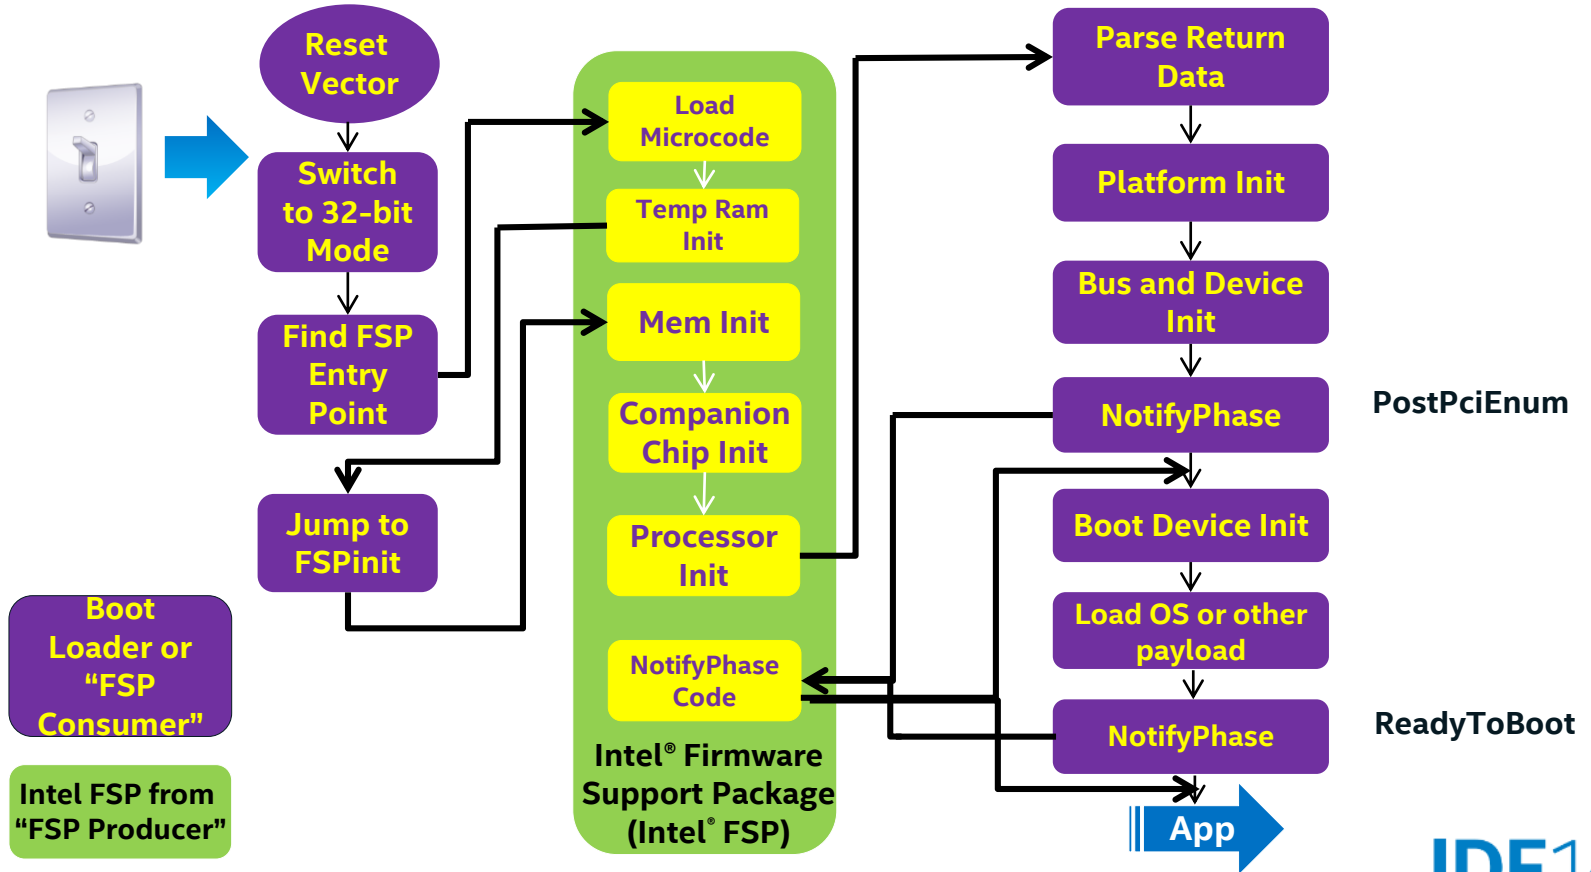 Reset
Vector
Switch
to 32-bit
Mode
Find FSP
Entry
Point
Jump to
FSPinit
Boot
Loader or
“FSP
Consumer”
Intel FSP from
“FSP Producer”
Load
Microcode
Temp Ram
Init
Mem Init
Companion
Chip Init
Processor
Init
NotifyPhase
Code
Intel® Firmware
Support Package
(Intel® FSP)
Parse Return
Data
Platform Init
Bus and Device
Init
NotifyPhase
PostPciEnum
Boot Device Init
Load OS or other
payload
NotifyPhase
ReadyToBoot
App